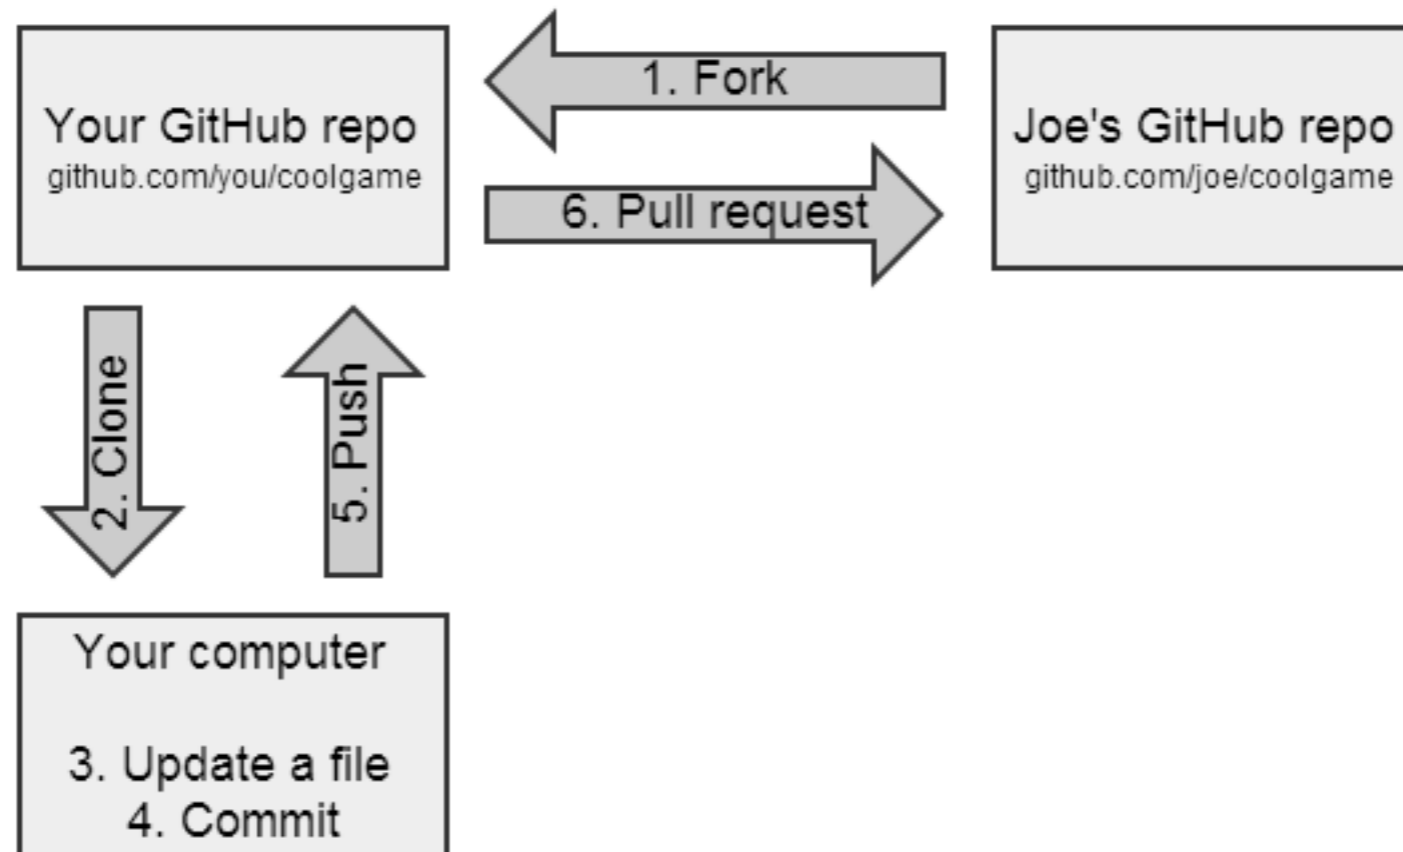 Your GitHub repo
github.com/you/coolgame
1. Fork
6. Pull request
Joe's GitHub repo
github.com/joe/coolgame
2. Clone
5. Push
Your computer
3. Update a file
4. Commit